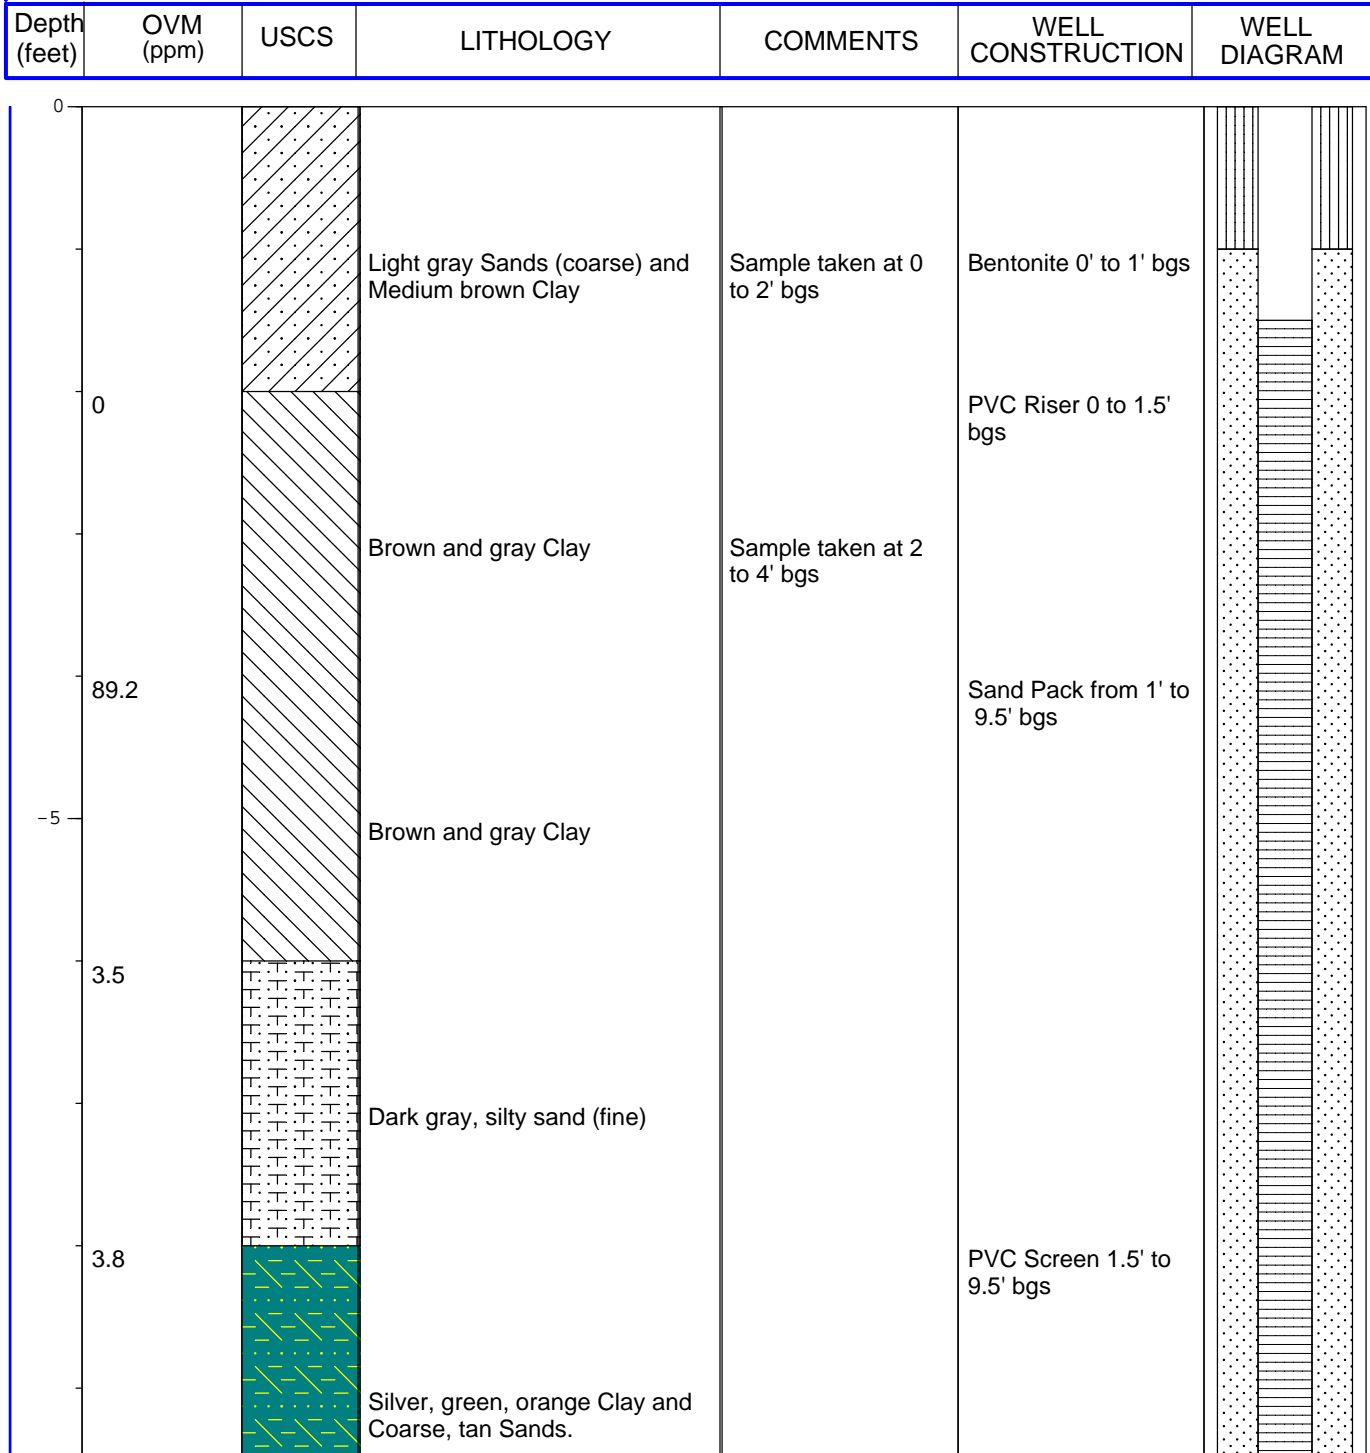 Depth
(feet)
OVM
(ppm)
USCS
LITHOLOGY
COMMENTS
WELL
CONSTRUCTION
WELL
DIAGRAM
0
Light gray Sands (coarse) and
Medium brown Clay
Sample taken at 0
to 2' bgs
Bentonite 0' to 1' bgs
0
PVC Riser 0 to 1.5'
bgs
Brown and gray Clay
Sample taken at 2
to 4' bgs
89.2
Sand Pack from 1' to
9.5' bgs
-5
Brown and gray Clay
3.5
Dark gray, silty sand (fine)
3.8
PVC Screen 1.5' to
9.5' bgs
Silver, green, orange Clay and
Coarse, tan Sands.